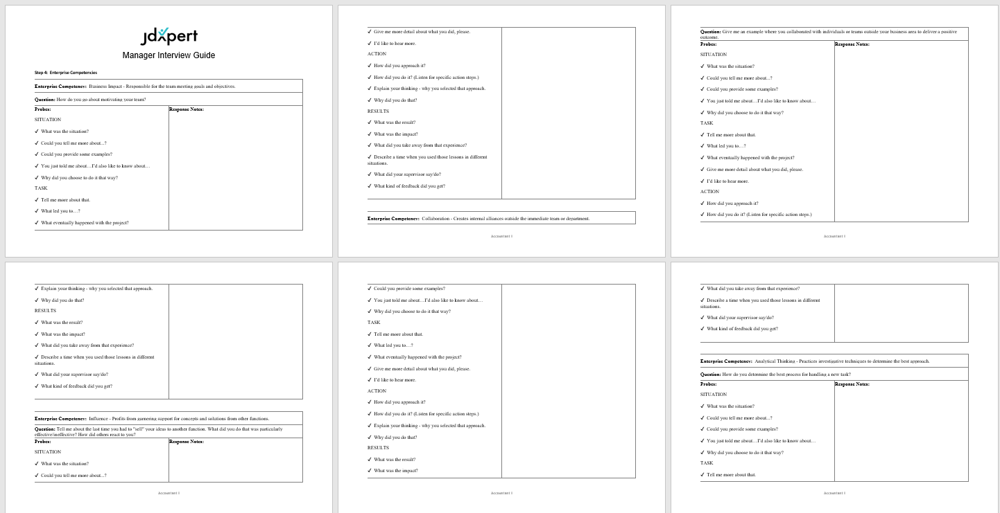 jdxpert
Manager Interview Guide
Step 4: Enterprise Competencies
Enterprise Competency: Business Impact - Responsible for the team meeting goals and objectives.
Question: How do you go about motivating your team?
Probes:
Response Notes:
SITUATION
✓ What was the situation?
✓ Could you tell me more about...?
✓ Could you provide some examples?
✓ You just told me about…I'd also like to know about…
✓ Why did you choose to do it that way?
TASK
✓ Tell me more about that.
✓ What led you to…?
✓ What eventually happened with the project?
✓ Give me more detail about what you did, please.
✓ I'd like to hear more.
ACTION
✓ How did you approach it?
✓ How did you do it? (Listen for specific action steps.)
✓ Explain your thinking - why you selected that approach.
✓ Why did you do that?
RESULTS
✓ What was the result?
✓ What was the impact?
✓ What did you take away from that experience?
✓ Describe a time when you used those lessons in different
situations.
✓ What did your supervisor say/do?
✓ What kind of feedback did you get?
Enterprise Competency: Collaboration - Creates internal alliances outside the immediate team or department.
Accountant I
Question: Give me an example where you collaborated with individuals or teams outside your business area to deliver a positive
outcome.
Probes:
Response Notes:
SITUATION
✓ What was the situation?
✓ Could you tell me more about...?
✓ Could you provide some examples?
✓ You just told me about…I'd also like to know about…
✓ Why did you choose to do it that way?
TASK
✓ Tell me more about that.
✓ What led you to…?
✓ What eventually happened with the project?
✓ Give me more detail about what you did, please.
✓ I'd like to hear more.
ACTION
✓ How did you approach it?
✓ How did you do it? (Listen for specific action steps.)
Accountant I
✓ Explain your thinking - why you selected that approach.
✓ Why did you do that?
RESULTS
✓ What was the result?
✓ What was the impact?
✓ What did you take away from that experience?
✓ Describe a time when you used those lessons in different
situations.
✓ What did your supervisor say/do?
✓ What kind of feedback did you get?
Enterprise Competency: Influence - Profits from garnering support for concepts and solutions from other functions.
Question: Tell me about the last time you had to "sell" your ideas to another function. What did you do that was particularly
effective/ineffective? How did others react to you?
Probes:
Response Notes:
SITUATION
✓ What was the situation?
✓ Could you tell me more about...?
Accountant I
✓ Could you provide some examples?
✓ You just told me about…I'd also like to know about…
✓ Why did you choose to do it that way?
TASK
✓ Tell me more about that.
✓ What led you to…?
✓ What eventually happened with the project?
✓ Give me more detail about what you did, please.
✓ I'd like to hear more.
ACTION
✓ How did you approach it?
✓ How did you do it? (Listen for specific action steps.)
✓ Explain your thinking - why you selected that approach.
✓ Why did you do that?
RESULTS
✓ What was the result?
✓ What was the impact?
Accountant I
✓ What did you take away from that experience?
✓ Describe a time when you used those lessons in different
situations.
✓ What did your supervisor say/do?
✓ What kind of feedback did you get?
Enterprise Competency: Analytical Thinking - Practices investigative techniques to determine the best approach.
Question: How do you determine the best process for handling a new task?
Probes:
Response Notes:
SITUATION
✓ What was the situation?
✓ Could you tell me more about...?
✓ Could you provide some examples?
✓ You just told me about…I'd also like to know about…
✓ Why did you choose to do it that way?
TASK
✓ Tell me more about that.
Accountant I